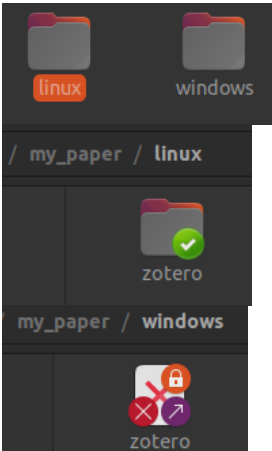 linux windows
/ my_paper / linux
zotero
/ my_paper / windows
zotero